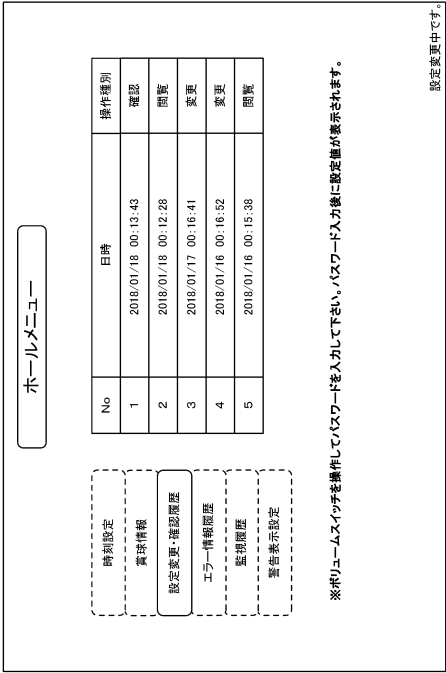 ホールメニュー
時刻設定
賞球情報
設定変更・確認履歴
エラー情報履歴
監視履歴
警告表示設定
No 日時 操作種別
1 2018/01/18 00:13:43 確認
2 2018/01/18 00:12:28 閲覧
3 2018/01/17 00:16:41 変更
4 2018/01/16 00:16:52 変更
5 2018/01/16 00:15:38 閲覧
※ボリュームスイッチを操作してパスワードを入力して下さい。パスワード入力後に設定値が表示されます。
設定変更中です。